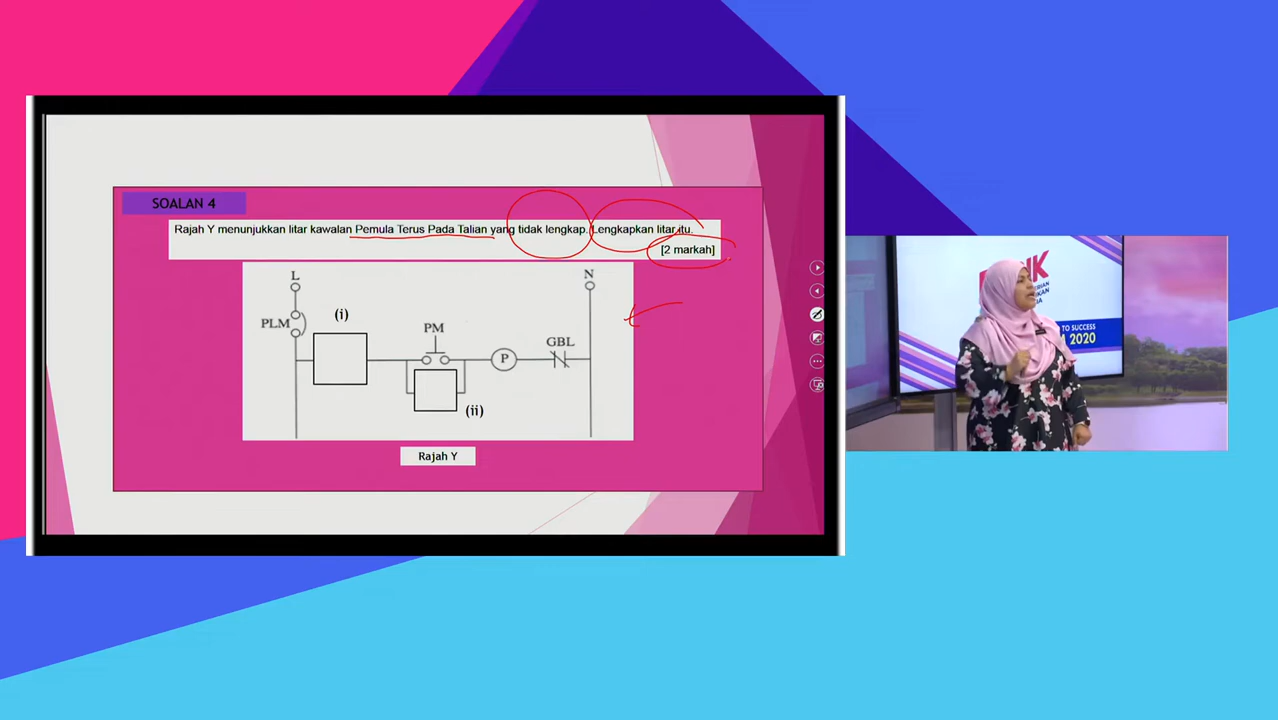 SOALAN 4
Rajah Y menunjukkan litar kawalan Pemula Terus Pada Talian yang tidak lengkap. Lengkapkan litar itu.
[2 markah]
L
N
PLM
(i)
PM
P
GBL
(ii)
Rajah Y
TO SUCCESS
2020